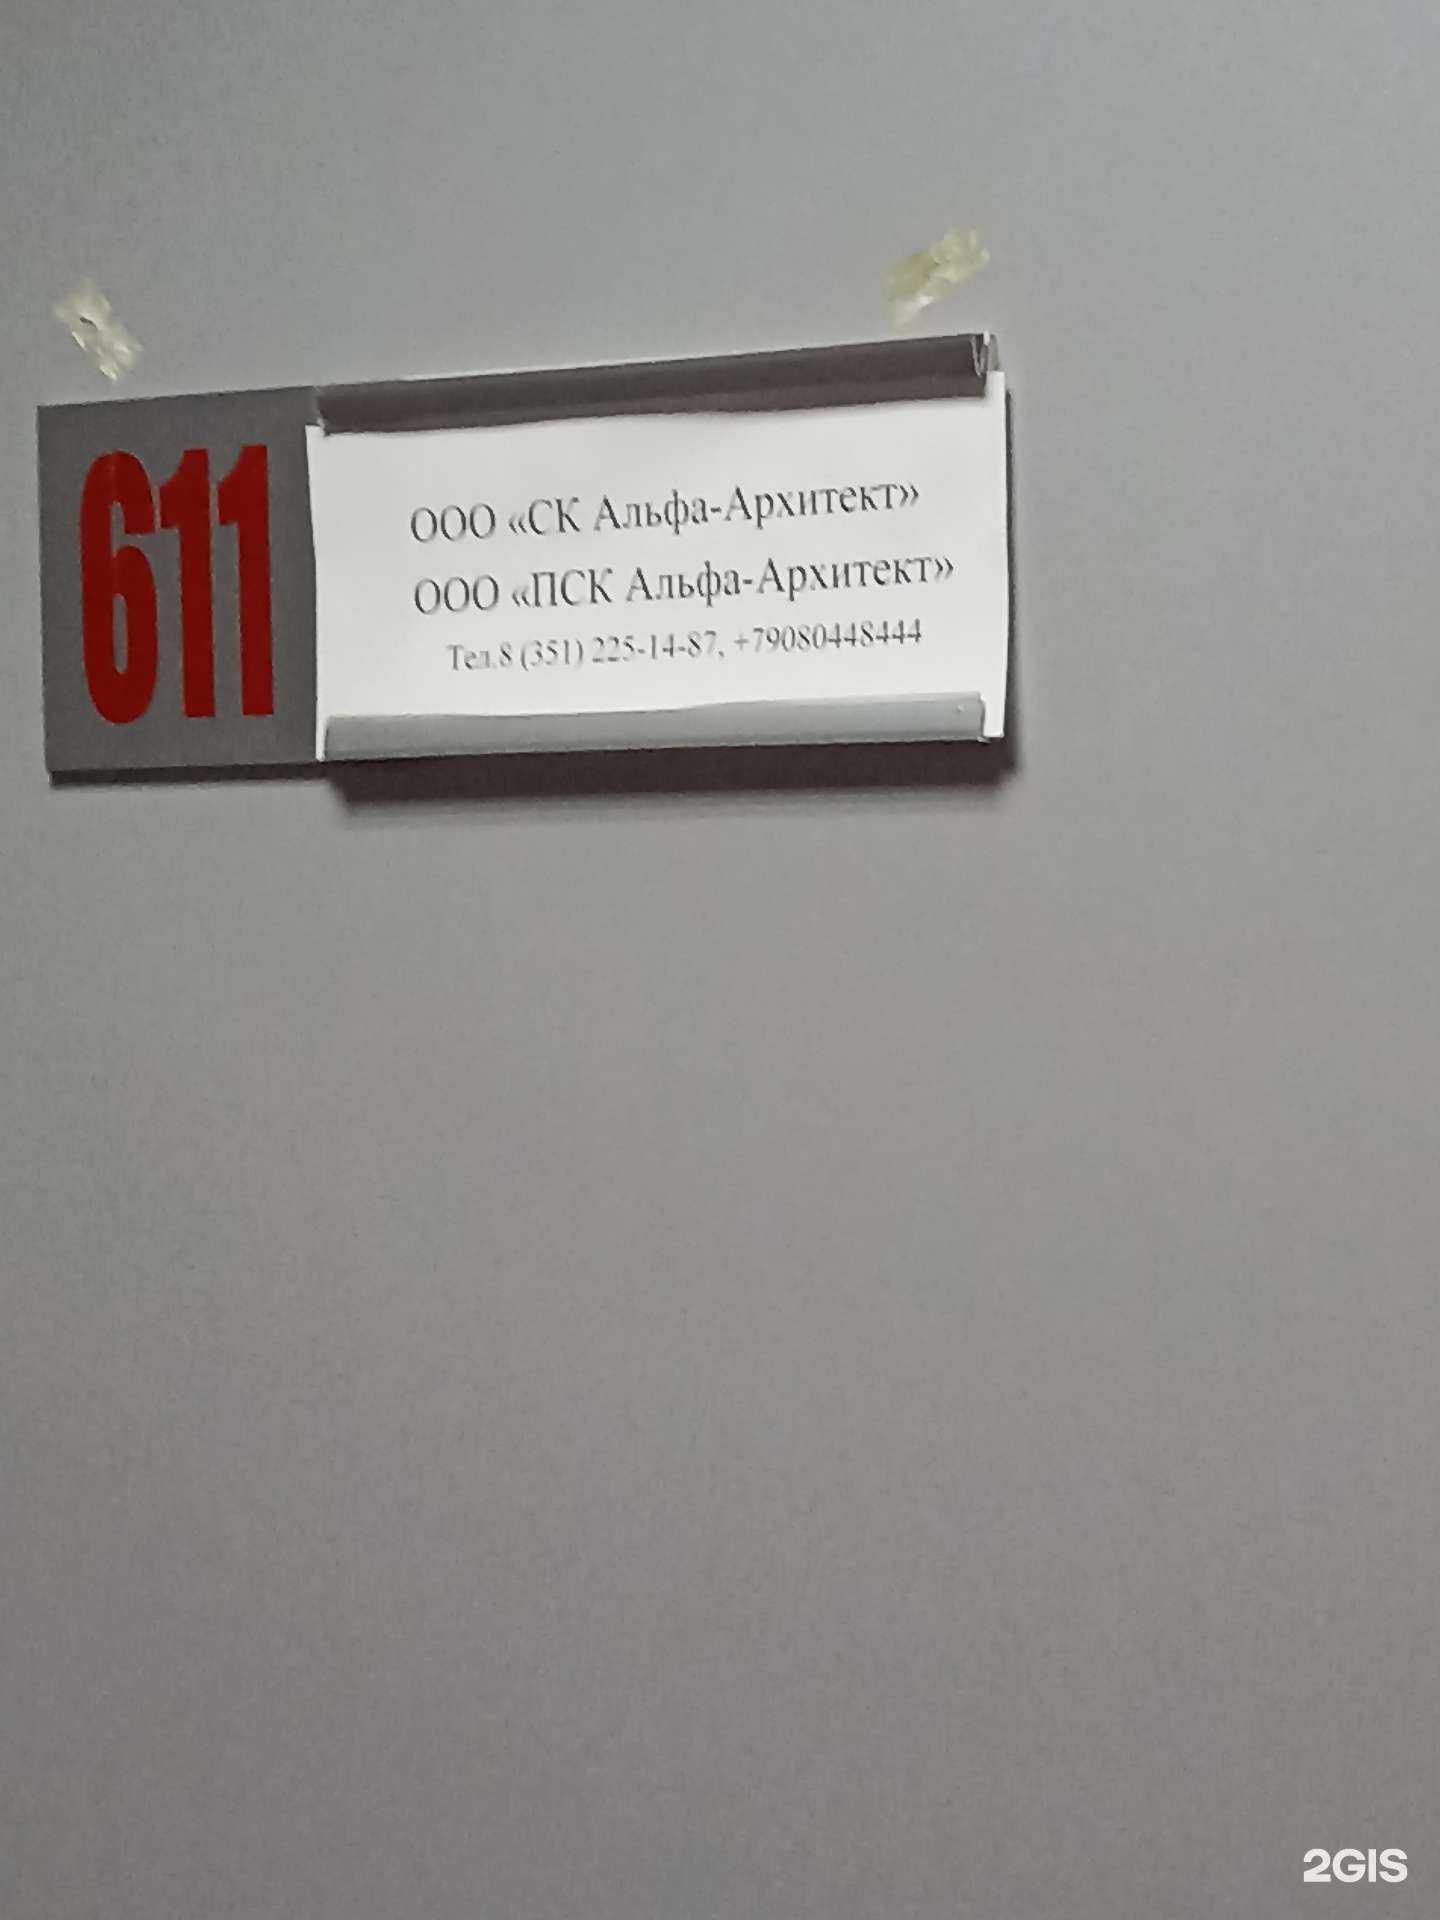 611
ООО «СК Альфа-Архитект»
ООО «ПСК Альфа-Архитект»
Тел.8 (351) 225-14-87, +79080448444
2GIS